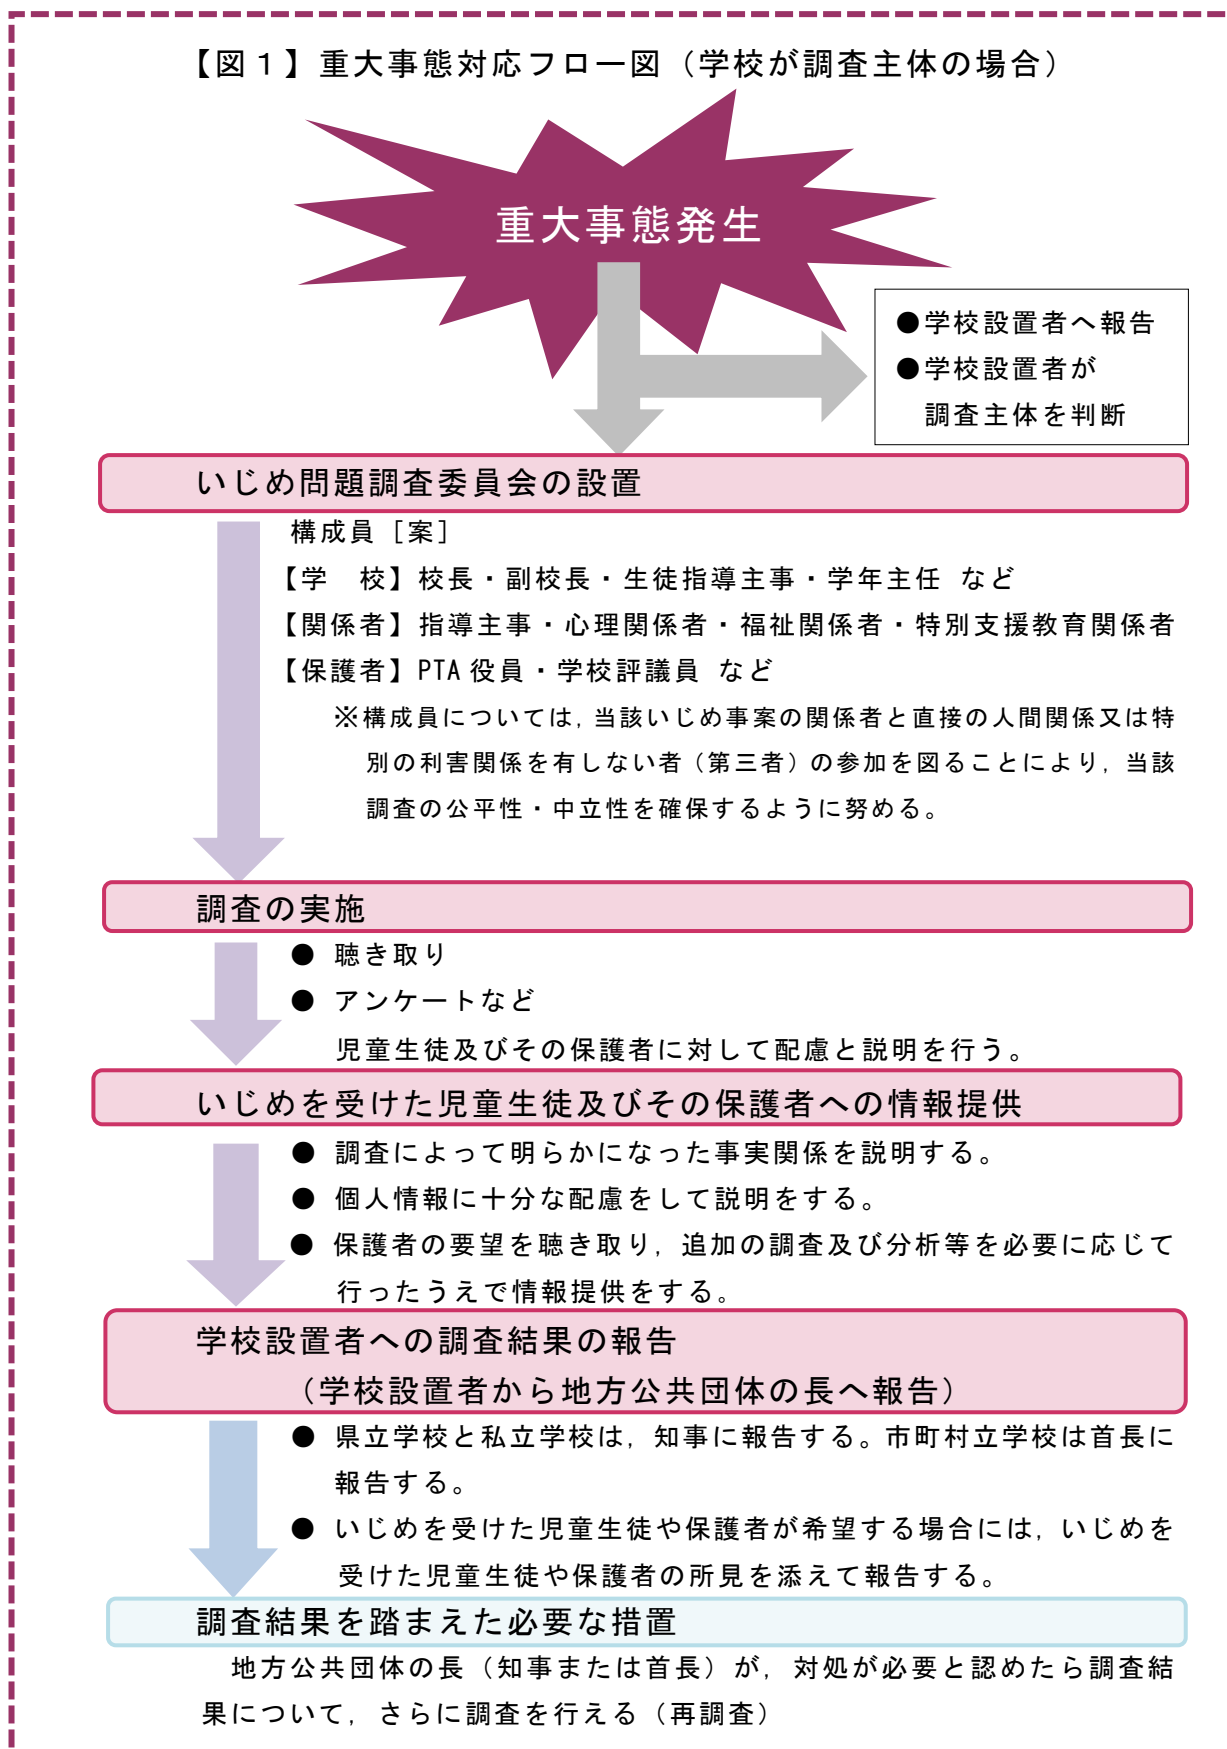 【図１】重大事態対応フロー図（学校が調査主体の場合）
重大事態発生
●学校設置者へ報告
●学校設置者が
調査主体を判断
いじめ問題調査委員会の設置
構成員［案］
【学　校】校長・副校長・生徒指導主事・学年主任 など
【関係者】指導主事・心理関係者・福祉関係者・特別支援教育関係者
【保護者】PTA役員・学校評議員 など
※構成員については，当該いじめ事案の関係者と直接の人間関係又は特
別の利害関係を有しない者（第三者）の参加を図ることにより，当該
調査の公平性・中立性を確保するように努める。
調査の実施
● 聴き取り
● アンケートなど
児童生徒及びその保護者に対して配慮と説明を行う。
いじめを受けた児童生徒及びその保護者への情報提供
● 調査によって明らかになった事実関係を説明する。
● 個人情報に十分な配慮をして説明をする。
● 保護者の要望を聴き取り，追加の調査及び分析等を必要に応じて
行ったうえで情報提供をする。
学校設置者への調査結果の報告
（学校設置者から地方公共団体の長へ報告）
● 県立学校と私立学校は，知事に報告する。市町村立学校は首長に
報告する。
● いじめを受けた児童生徒や保護者が希望する場合には，いじめを
受けた児童生徒や保護者の所見を添えて報告する。
調査結果を踏まえた必要な措置
地方公共団体の長（知事または首長）が，対処が必要と認めたら調査結
果について，さらに調査を行える（再調査）